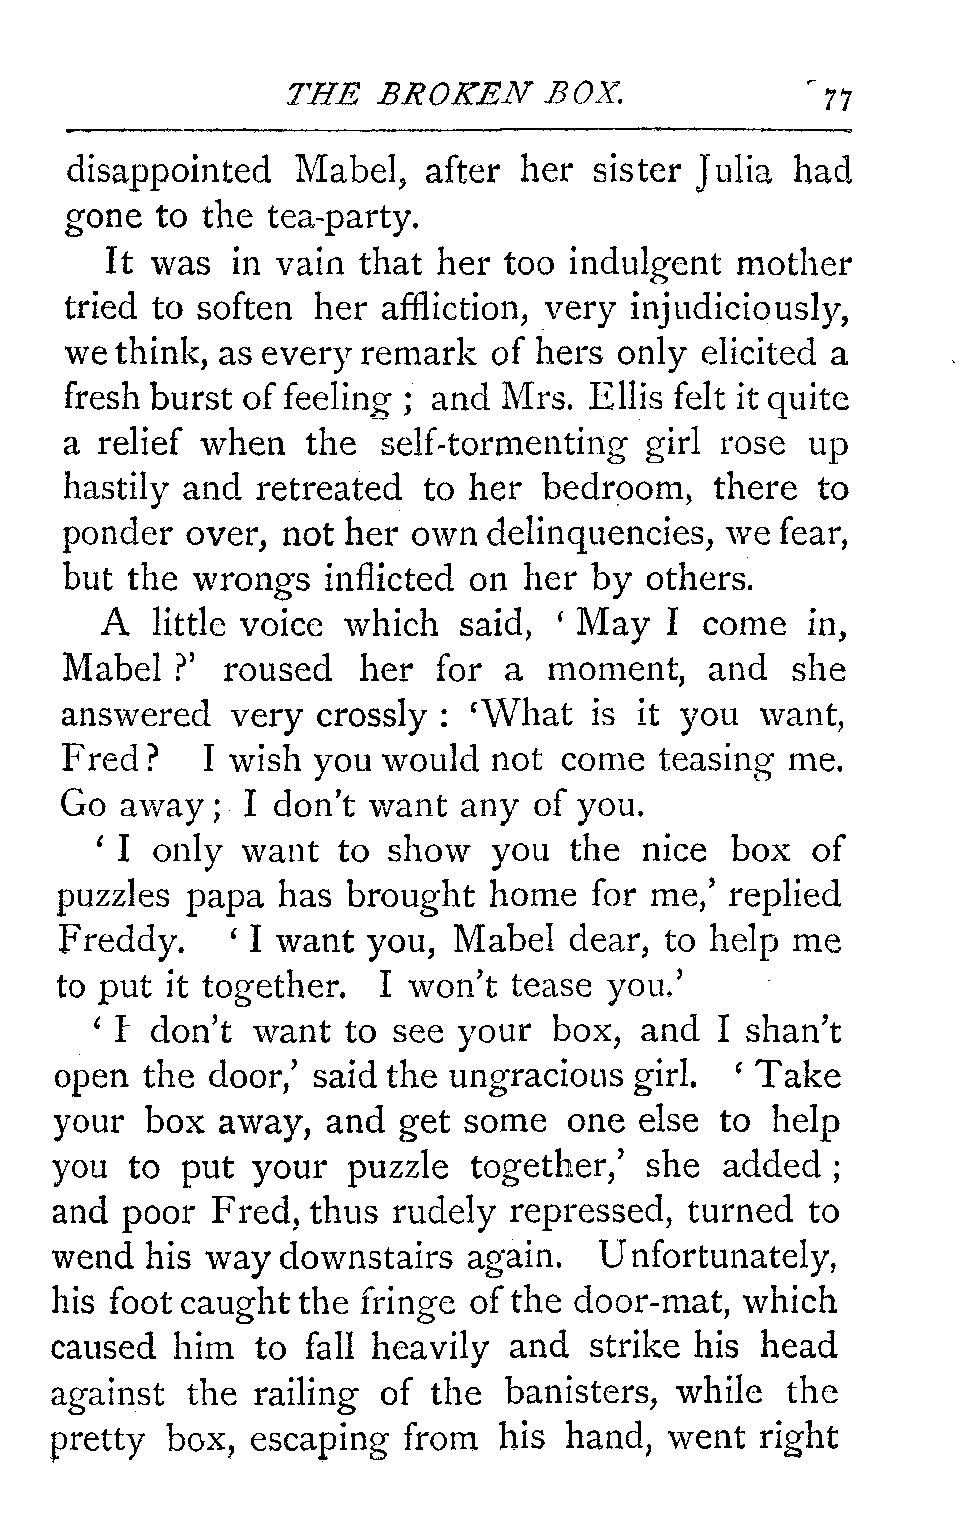 THE BROKEN BOX. 77
disappointed Mabel, after her sister Julia had
gone to the tea-party.
It was in vain that her too indulgent mother
tried to soften her affliction, very injudiciously,
we think, as every remark of hers only elicited a
fresh burst of feeling ; and Mrs. Ellis felt it quite
a relief when the self-tormenting girl rose up
hastily and retreated to her bedroom, there to
ponder over, not her own delinquencies, we fear,
but the wrongs inflicted on her by others.
A little voice which said, ‘ May I come in,
Mabel ?’ roused her for a moment, and she
answered very crossly : ‘What is it you want,
Fred ? I wish you would not come teasing me.
Go away ; I don’t want any of you.
‘ I only want to show you the nice box of
puzzles papa has brought home for me,’ replied
Freddy. ‘ I want you, Mabel dear, to help me
to put it together. I won’t tease you.’
‘ I don’t want to see your box, and I shan’t
open the door,’ said the ungracious girl. ‘ Take
your box away, and get some one else to help
you to put your puzzle together,’ she added ;
and poor Fred, thus rudely repressed, turned to
wend his way downstairs again. Unfortunately,
his foot caught the fringe of the door-mat, which
caused him to fall heavily and strike his head
against the railing of the banisters, while the
pretty box, escaping from his hand, went right